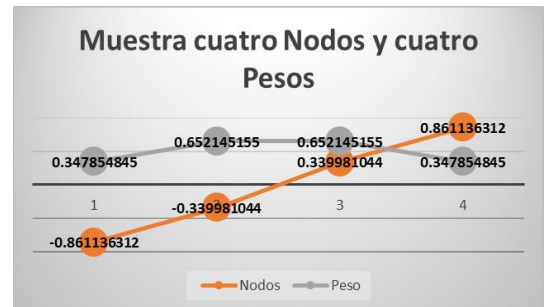 Muestra cuatro Nodos y cuatro
Pesos
0.861136312
0.652145155 0.652145155
0.347854845 0.339981044 0.347854845
1 2 3 4
-0.339981044
-0.861136312
Nodos Peso